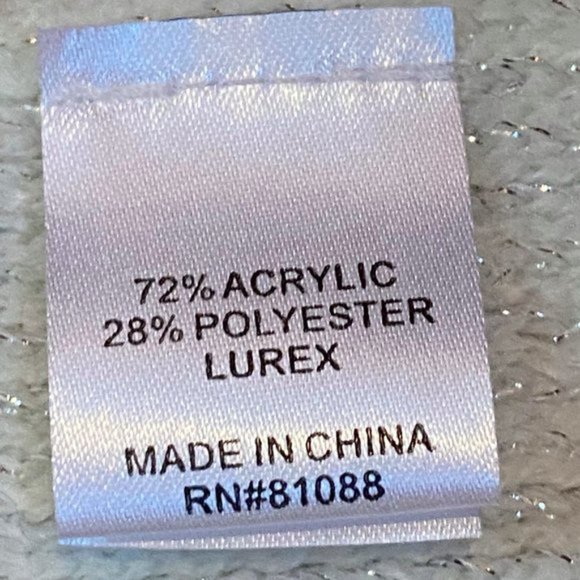 72% ACRYLIC
28% POLYESTER
LUREX
MADE IN CHINA
RN#81088